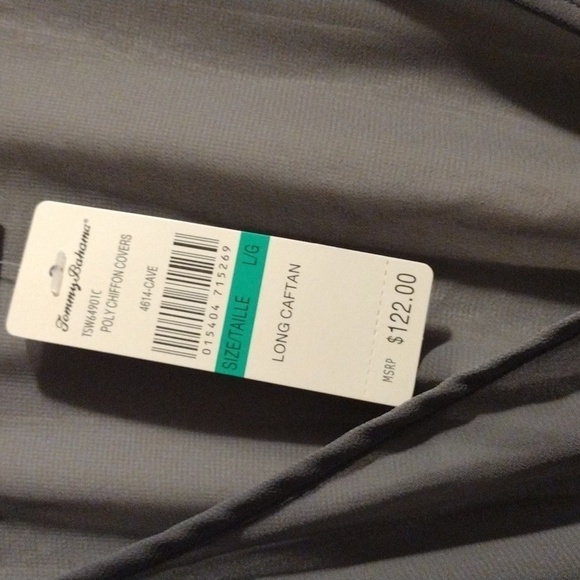 Tommy Bahama®
TSW64901C
POLY CHIFFON COVERS
4614-CAVE
015404 715269
SIZE/TAILLE L/G
LONG CAFTAN
MSRP $122.00